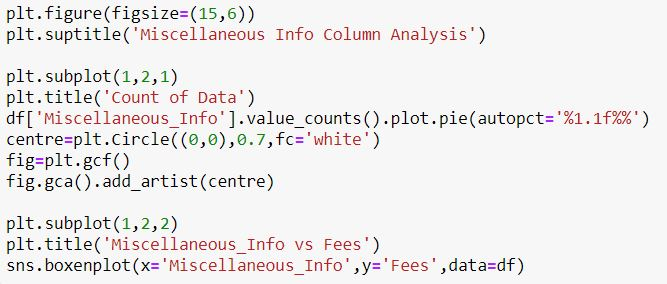 plt.figure(figsize=(15,6))
plt.suptitle('Miscellaneous Info Column Analysis')
plt.subplot(1,2,1)
plt.title('Count of Data')
df['Miscellaneous_Info'].value_counts().plot.pie(autopct='%1.1f%%')
centre=plt.Circle((0,0),0.7,fc='white')
fig=plt.gcf()
fig.gca().add_artist(centre)
plt.subplot(1,2,2)
plt.title('Miscellaneous_Info vs Fees')
sns.boxenplot(x='Miscellaneous_Info',y='Fees',data=df)